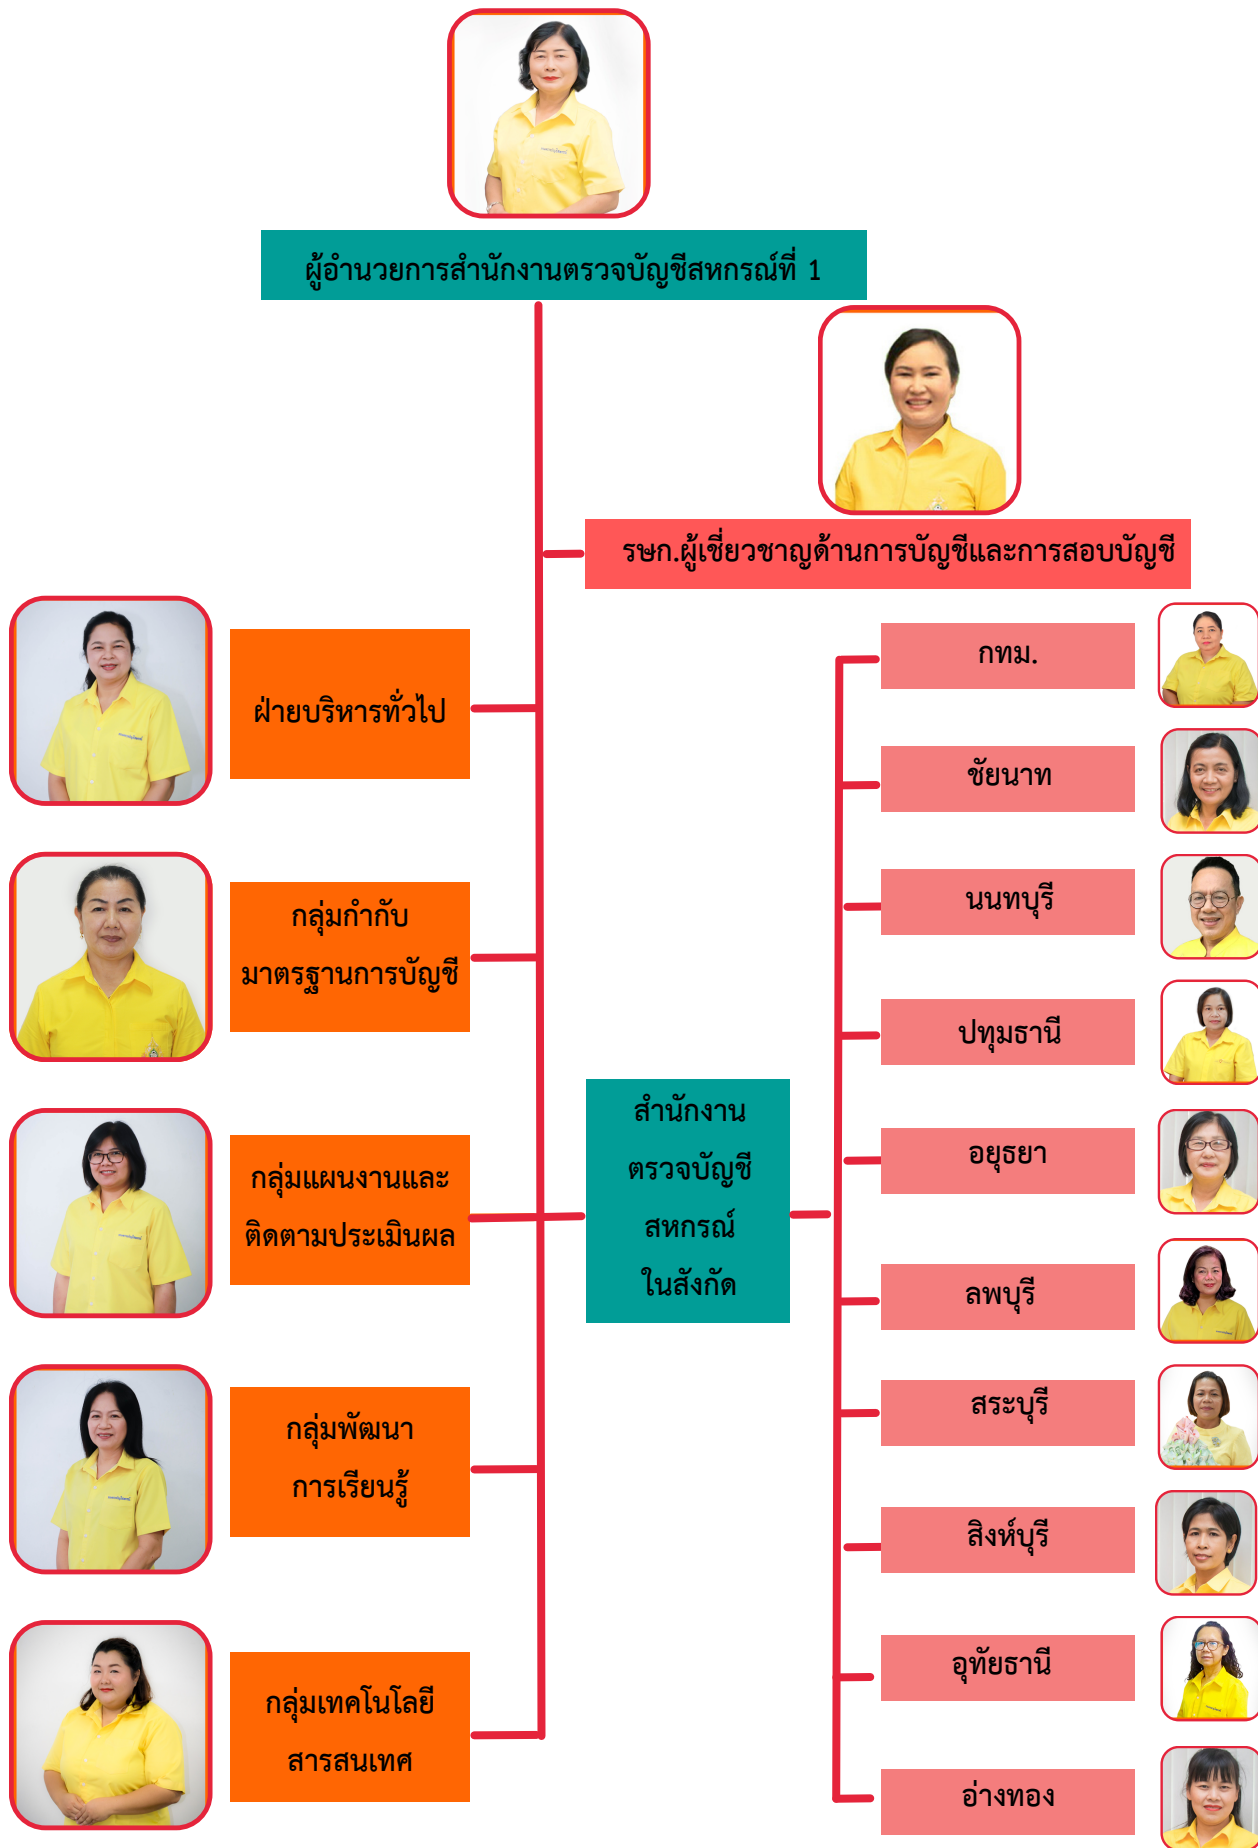 ผู้อำนวยการสำนักงานตรวจบัญชีสหกรณ์ที่ 1
รษก.ผู้เชี่ยวชาญด้านการบัญชีและการสอบบัญชี
ฝ่ายบริหารทั่วไป
กลุ่มกำกับ
มาตรฐานการบัญชี
กลุ่มแผนงานและ
ติดตามประเมินผล
กลุ่มพัฒนา
การเรียนรู้
กลุ่มเทคโนโลยี
สารสนเทศ
สำนักงาน
ตรวจบัญชี
สหกรณ์
ในสังกัด
กทม.
ชัยนาท
นนทบุรี
ปทุมธานี
อยุธยา
ลพบุรี
สระบุรี
สิงห์บุรี
อุทัยธานี
อ่างทอง